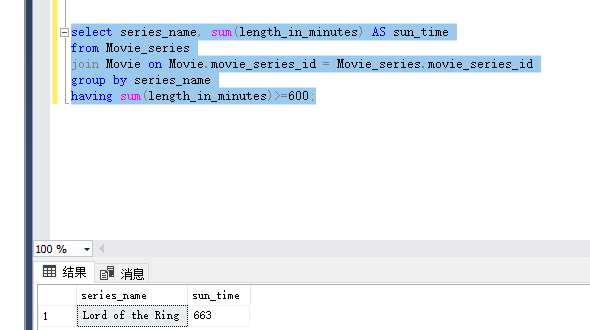 select series_name, sum(length_in_minutes) AS sun_time
from Movie_series
join Movie on Movie.movie_series_id = Movie_series.movie_series_id
group by series_name
having sum(length_in_minutes)>=600;
100 %
结果 消息
series_name sun_time
1 Lord of the Ring 663